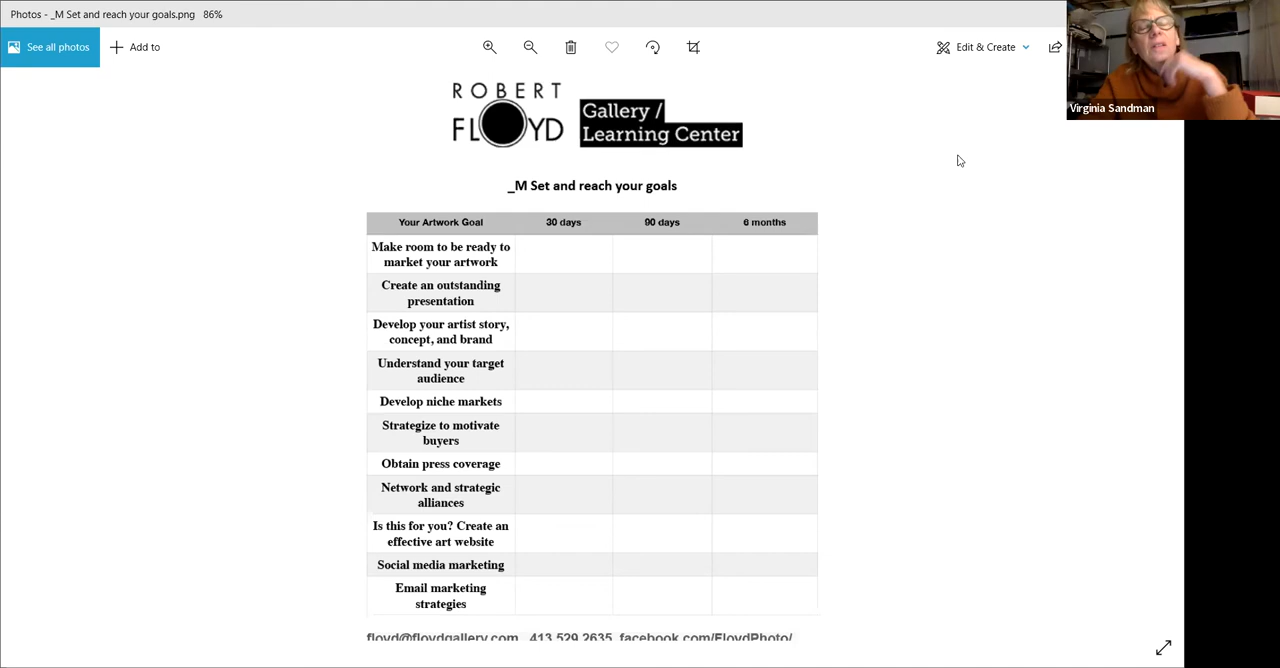 Photos - _M Set and reach your goals.png 86%
See all photos
Add to
Edit & Create
Virginia Sandman
ROBERT
FLOYD
Gallery /
Learning Center
_M Set and reach your goals
Your Artwork Goal 30 days 90 days 6 months
Make room to be ready to
market your artwork
Create an outstanding
presentation
Develop your artist story,
concept, and brand
Understand your target
audience
Develop niche markets
Strategize to motivate
buyers
Obtain press coverage
Network and strategic
alliances
Is this for you? Create an
effective art website
Social media marketing
Email marketing
strategies
floyd@floydgallery.com 413.529.2635 facebook.com/FloydPhoto/